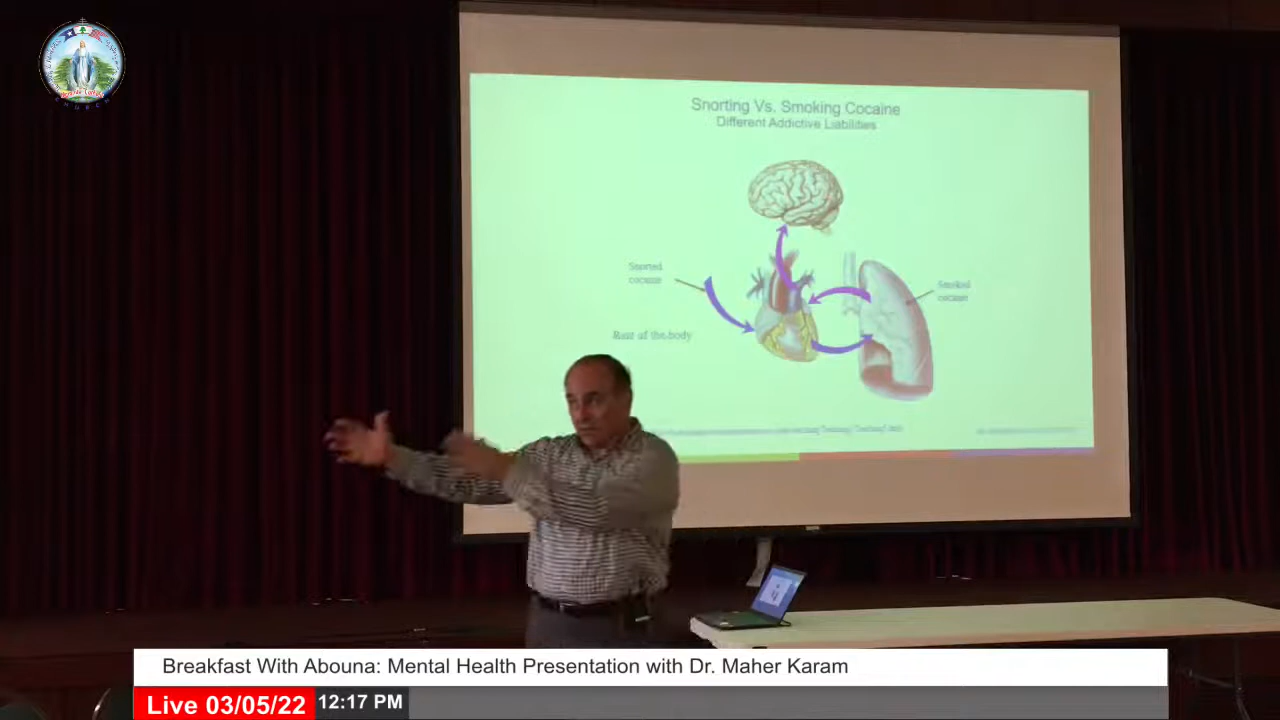 Snorting Vs. Smoking Cocaine
Different Addictive Liabilities
Snorted
cocaine
Smoked
cocaine
Rest of the body
Breakfast With Abouna: Mental Health Presentation with Dr. Maher Karam
Live 03/05/22
12:17 PM